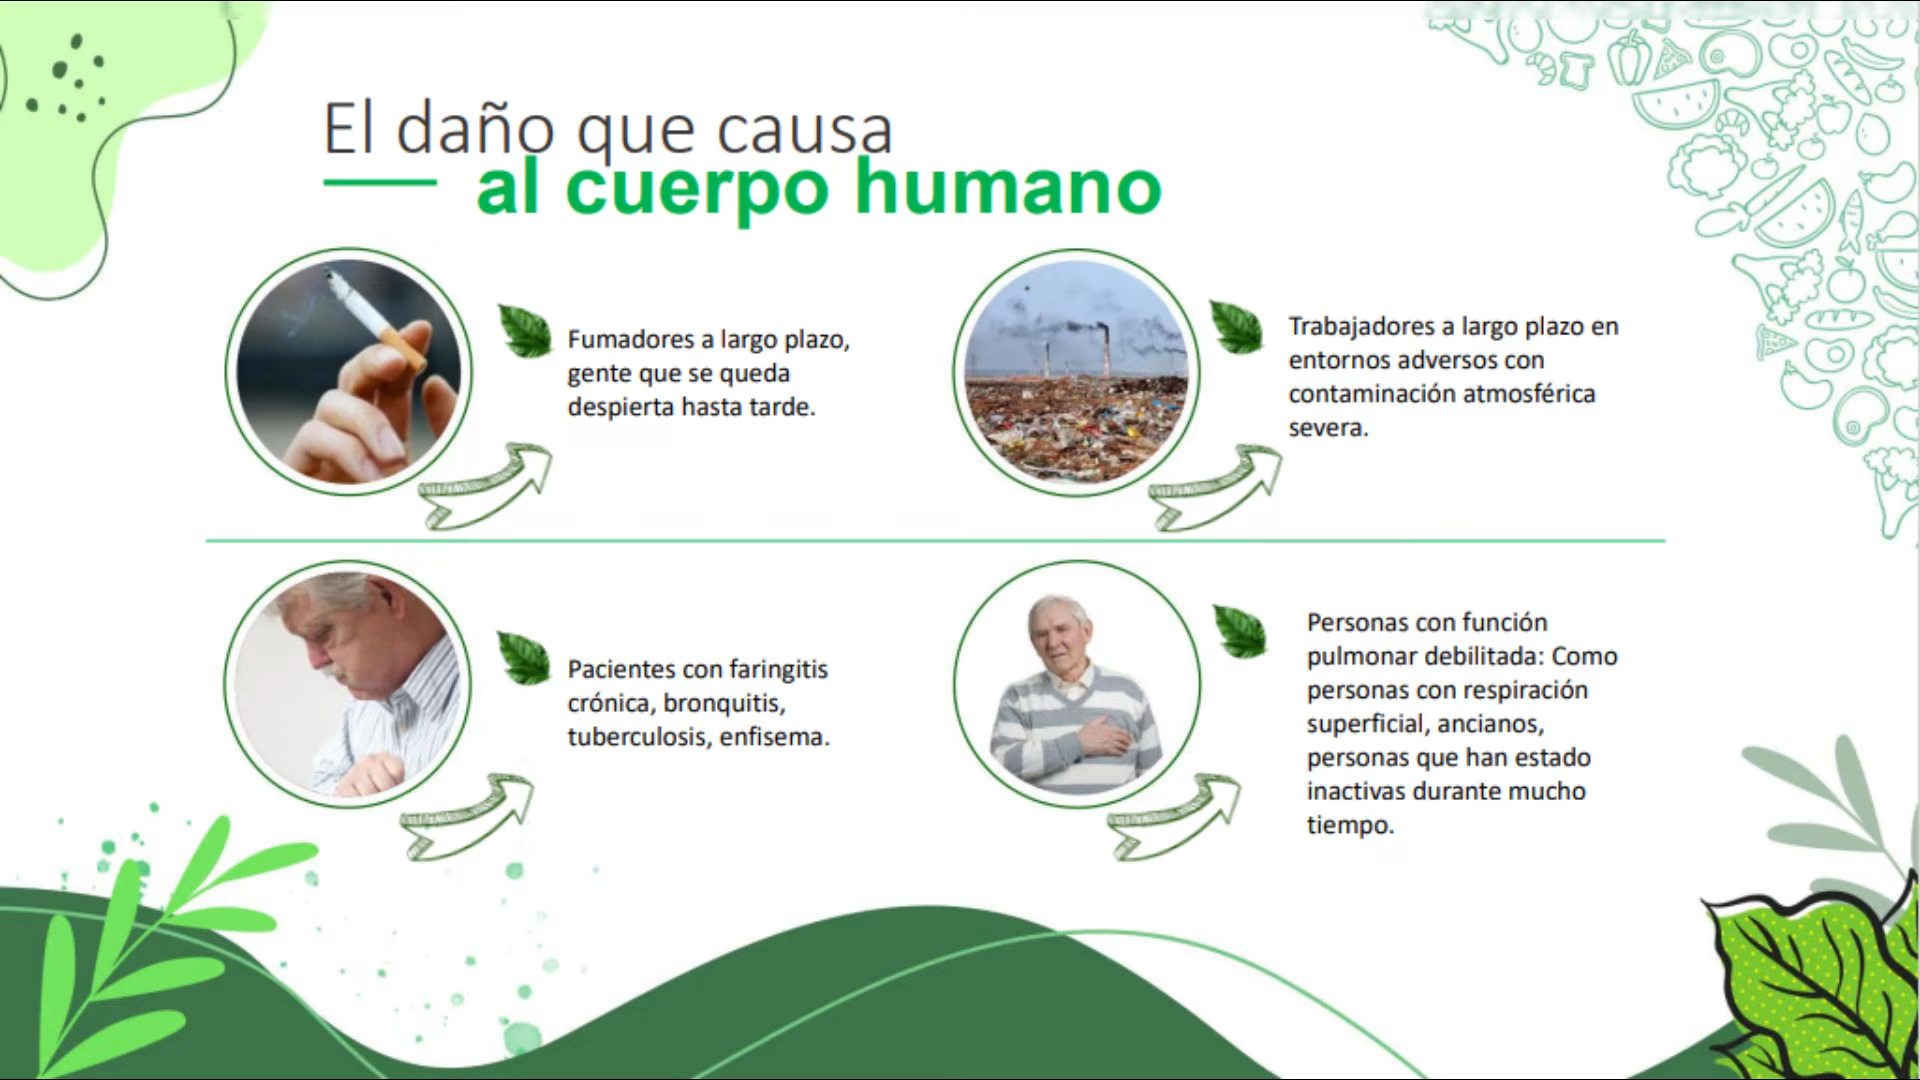 El daño que causa
al cuerpo humano
Fumadores a largo plazo,
gente que se queda
despierta hasta tarde.
Trabajadores a largo plazo en
entornos adversos con
contaminación atmosférica
severa.
Pacientes con faringitis
crónica, bronquitis,
tuberculosis, enfisema.
Personas con función
pulmonar debilitada: Como
personas con respiración
superficial, ancianos,
personas que han estado
inactivas durante mucho
tiempo.